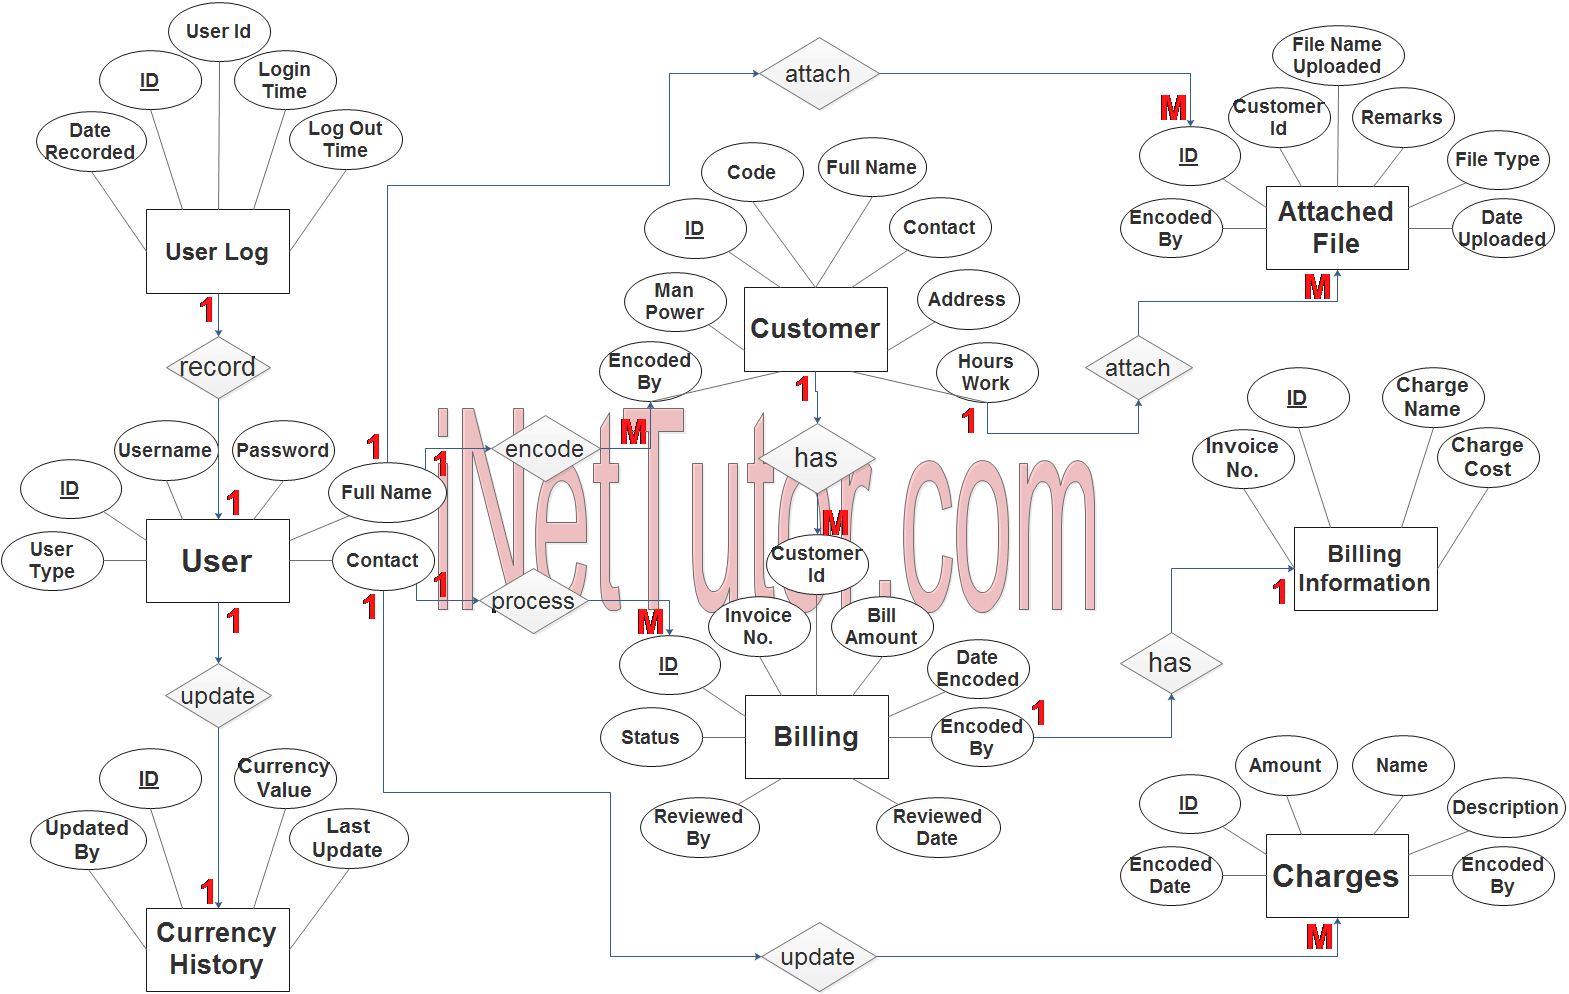 User Id
ID
Login
Time
Date
Recorded
Log Out
Time
User Log
1
record
attach
M
File Name
Uploaded
Customer
Id
Remarks
ID
File Type
Encoded
By
Date
Uploaded
Attached
File
M
attach
1
Code
Full Name
ID
Contact
Man
Power
Address
Encoded
By
Hours
Work
Customer
1
has
M
Username
Password
ID
Full Name
User
Type
Contact
1
User
1
1
1
encode
M
1
process
M
1
update
ID
Currency
Value
Updated
By
Last
Update
1
Currency
History
iNetTutor.com
Customer
Id
Invoice
No.
Bill
Amount
ID
Date
Encoded
Status
Encoded
By
Billing
Reviewed
By
Reviewed
Date
1
has
1
ID
Charge
Name
Invoice
No.
Charge
Cost
Billing
Information
Amount
Name
ID
Description
Encoded
Date
Encoded
By
Charges
M
update